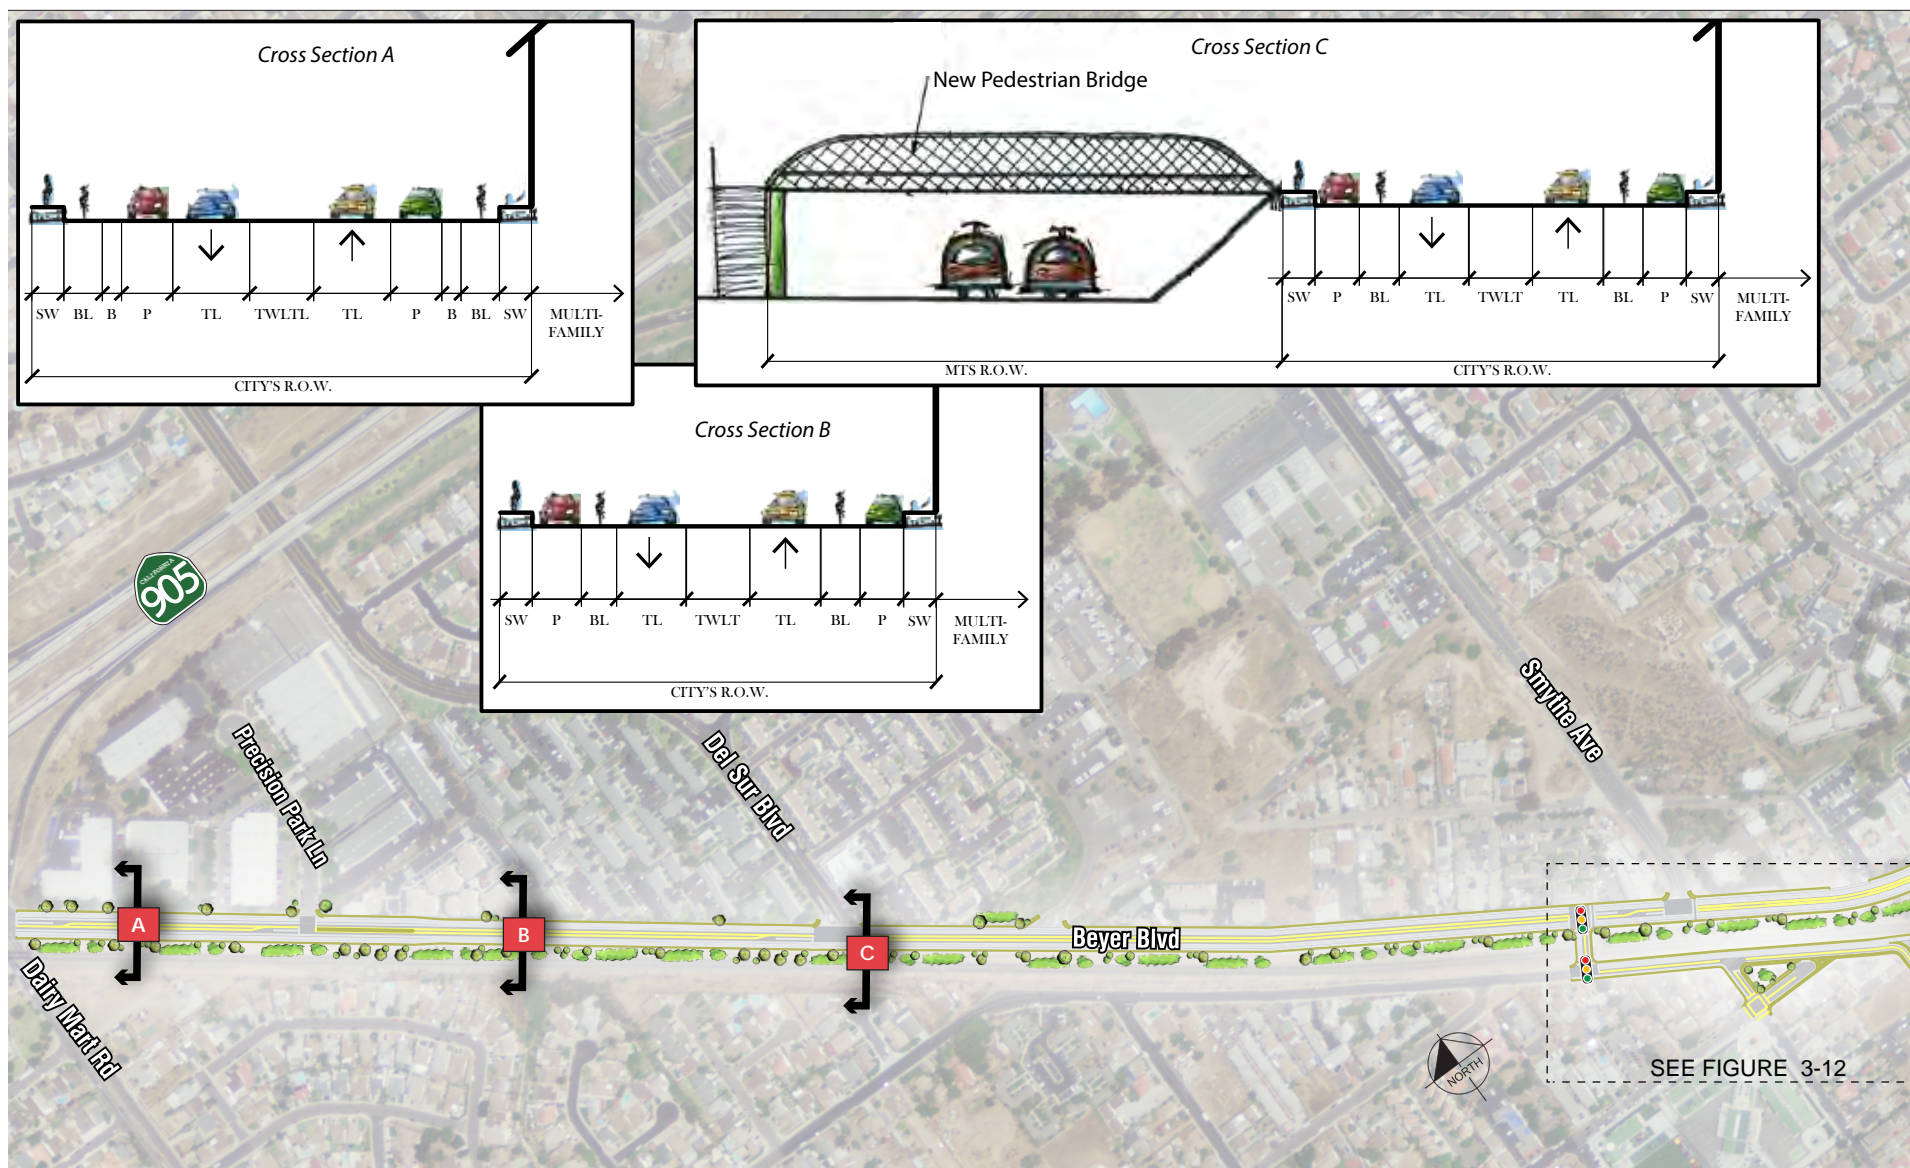 Cross Section A
SW BL B P TL TWLTL TL P B BL SW MULTI-
FAMILY
CITY'S R.O.W.
Cross Section C
New Pedestrian Bridge
SW P BL TL TWLT TL BL P SW MULTI-
FAMILY
MTS R.O.W. CITY'S R.O.W.
Cross Section B
SW P BL TL TWLT TL BL P SW MULTI-
FAMILY
CITY'S R.O.W.
CALIFORNIA
905
Precision Park Ln
Del Sur Blvd
Smythe Ave
A
B
C
Beyer Blvd
Dairy Mart Rd
NORTH
SEE FIGURE 3-12